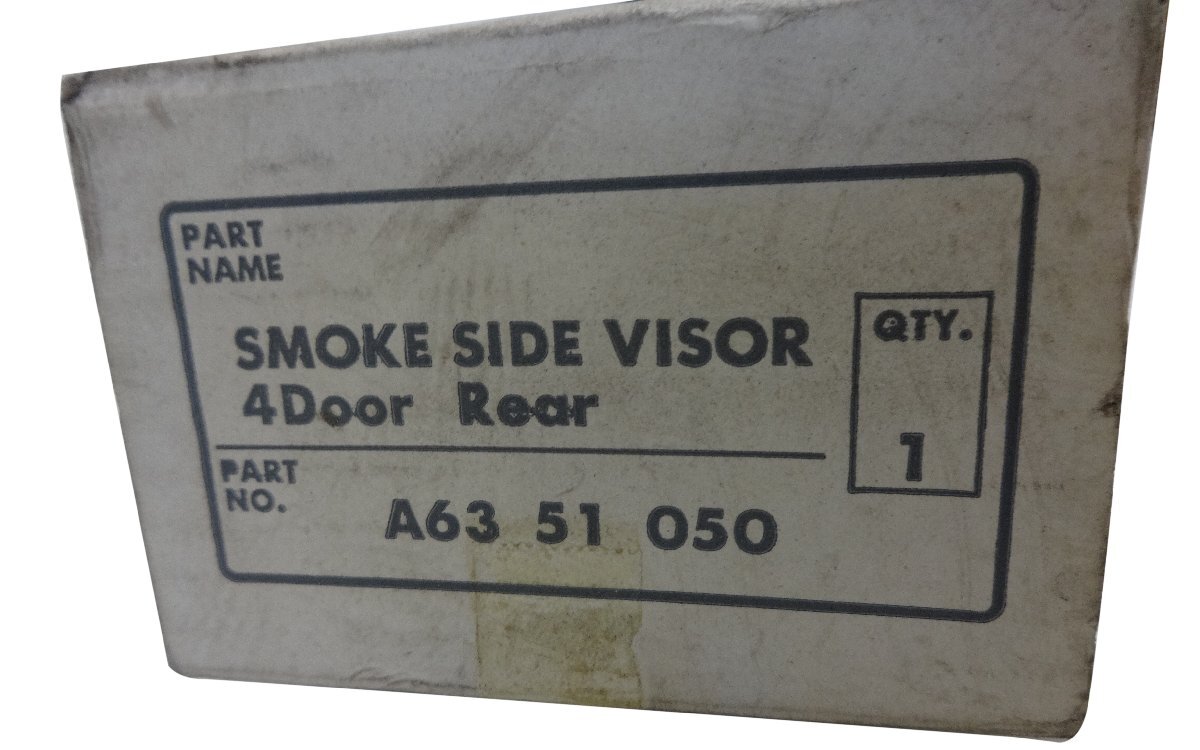 PART
NAME
SMOKE SIDE VISOR
4Door Rear
QTY.
1
PART
NO.
A63 51 050